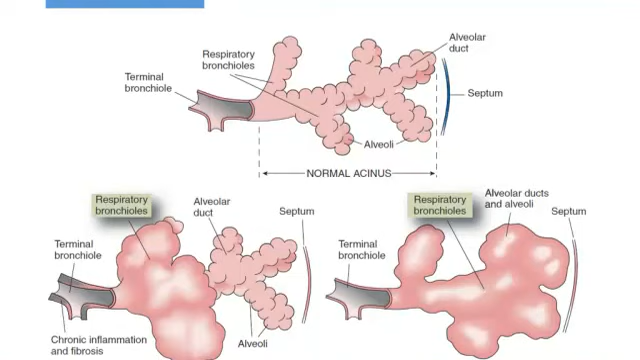 Alveolar
duct
Respiratory
bronchioles
Terminal
bronchiole
Septum
Alveoli
NORMAL ACINUS
Respiratory
bronchioles
Alveolar
duct
Septum
Terminal
bronchiole
Chronic inflammation
and fibrosis
Alveoli
Respiratory
bronchioles
Alveolar ducts
and alveoli
Septum
Terminal
bronchiole